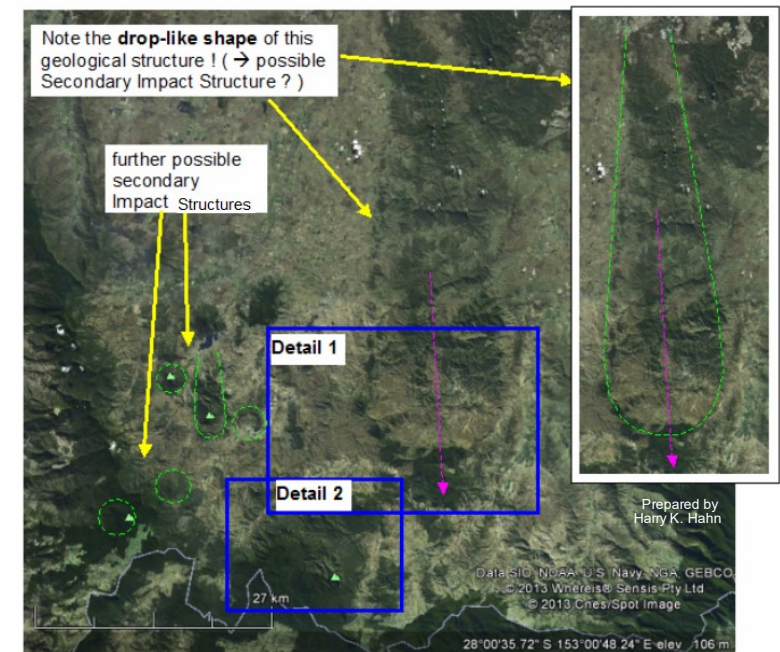 Note the drop-like shape of this
geological structure ! ( → possible
Secondary Impact Structure ? )
further possible
secondary
Impact Structures
Detail 1
Detail 2
Prepared by
Harry K. Hahn
27 km
Data SIO, NOAA, U.S. Navy, NGA, GEBCO
© 2013 Whereis® Sensis Pty Ltd
© 2013 Cnes/Spot Image
28°00'35.72" S 153°00'48.24" E elev 106 m